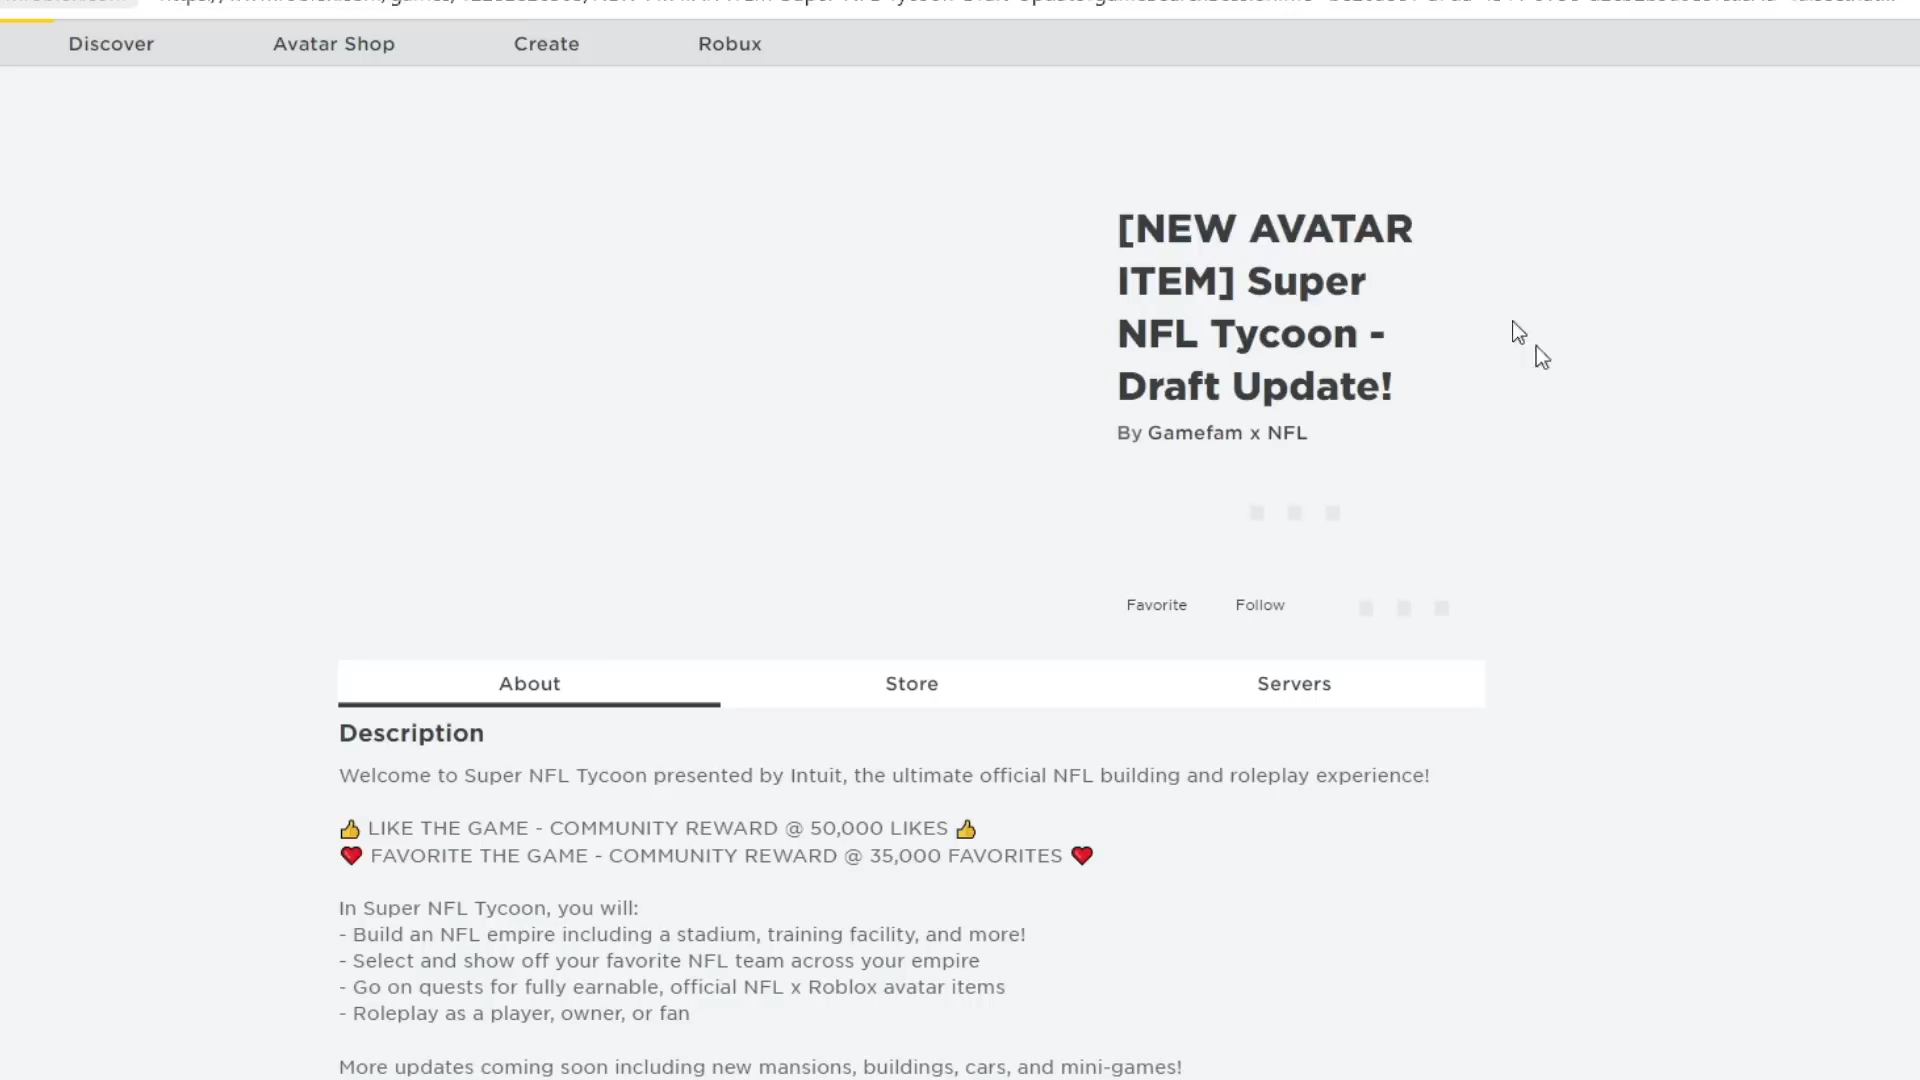 Discover
Avatar Shop
Create
Robux
[NEW AVATAR
ITEM] Super
NFL Tycoon -
Draft Update!
By Gamefam x NFL
Favorite
Follow
About
Store
Servers
Description
Welcome to Super NFL Tycoon presented by Intuit, the ultimate official NFL building and roleplay experience!
👍 LIKE THE GAME - COMMUNITY REWARD @ 50,000 LIKES 👍
❤️ FAVORITE THE GAME - COMMUNITY REWARD @ 35,000 FAVORITES ❤️
In Super NFL Tycoon, you will:
- Build an NFL empire including a stadium, training facility, and more!
- Select and show off your favorite NFL team across your empire
- Go on quests for fully earnable, official NFL x Roblox avatar items
- Roleplay as a player, owner, or fan
More updates coming soon including new mansions, buildings, cars, and mini-games!